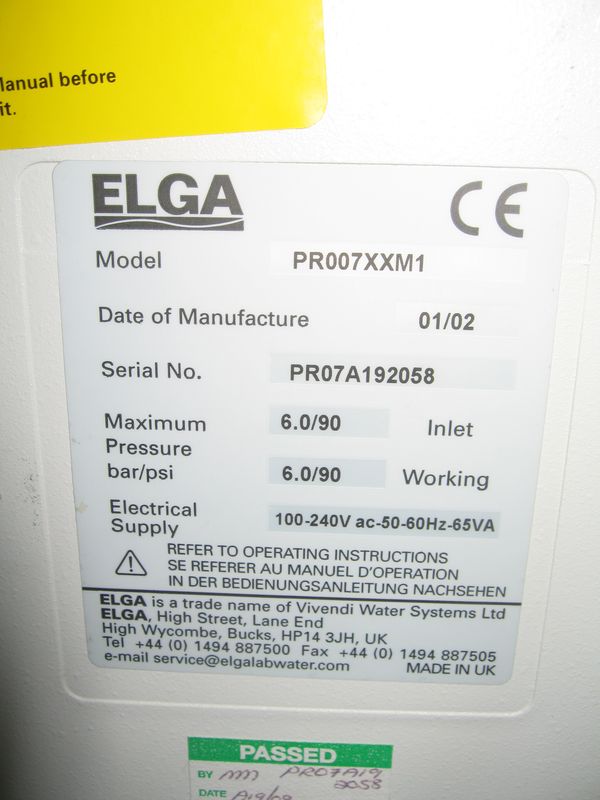 Manual before
it.
ELGA CE
Model PR007XXM1
Date of Manufacture 01/02
Serial No. PR07A192058
Maximum 6.0/90 Inlet
Pressure
bar/psi 6.0/90 Working
Electrical
Supply 100-240V ac-50-60Hz-65VA
REFER TO OPERATING INSTRUCTIONS
SE REFERER AU MANUEL D'OPERATION
IN DER BEDIENUNGSANLEITUNG NACHSEHEN
ELGA is a trade name of Vivendi Water Systems Ltd
ELGA, High Street, Lane End
High Wycombe, Bucks, HP14 3JH, UK
Tel +44 (0) 1494 887500 Fax +44 (0) 1494 887505
e-mail service@elgalabwater.com MADE IN UK
PASSED
BY PR07A19
2058
DATE